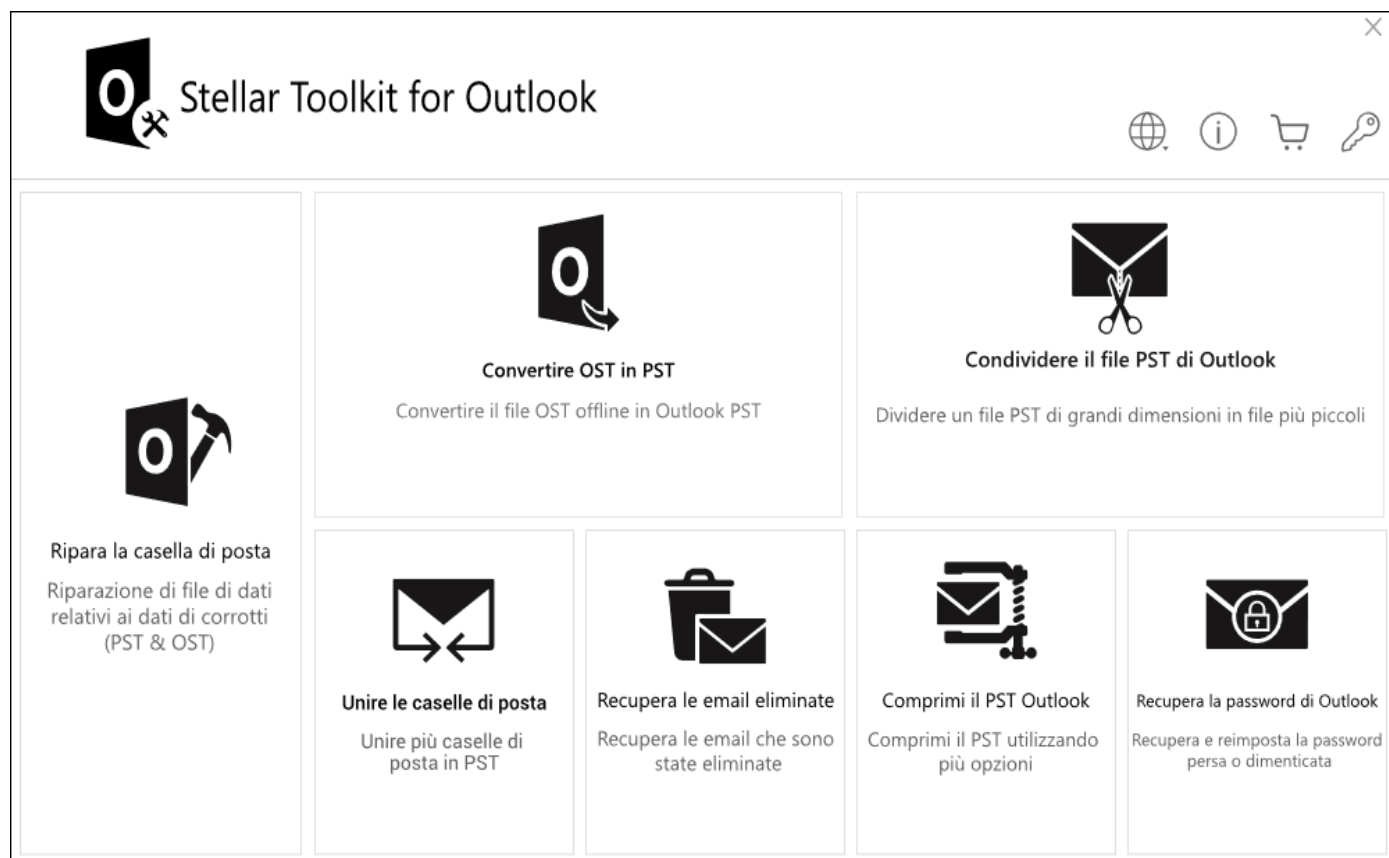 Stellar Toolkit for Outlook
Convertire OST in PST
Convertire il file OST offline in Outlook PST
Condividere il file PST di Outlook
Dividere un file PST di grandi dimensioni in file più piccoli
Ripara la casella di posta
Riparazione di file di dati
relativi ai dati di corrotti
(PST & OST)
Unire le caselle di posta
Unire più caselle di
posta in PST
Recupera le email eliminate
Recupera le email che sono
state eliminate
Comprimi il PST Outlook
Comprimi il PST utilizzando
più opzioni
Recupera la password di Outlook
Recupera e reimposta la password
persa o dimenticata